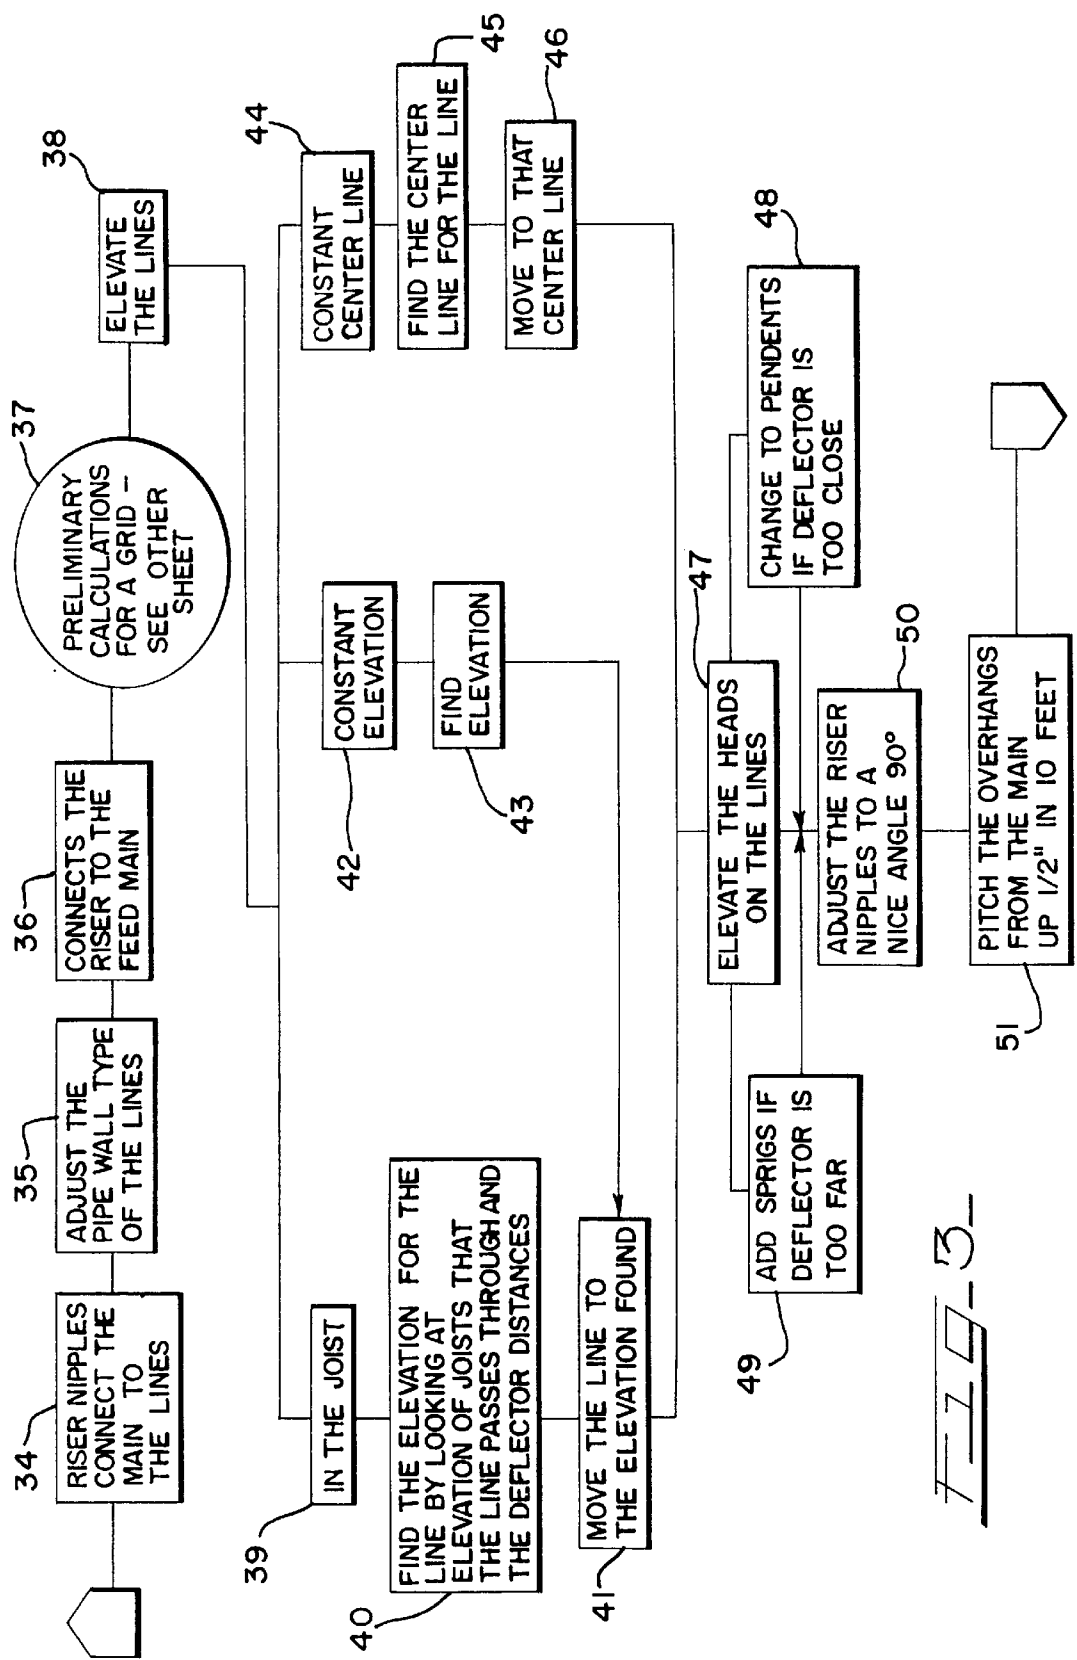 34
RISER NIPPLES
CONNECT THE
MAIN TO
THE LINES
35
ADJUST THE
PIPE WALL TYPE
OF THE LINES
36
CONNECTS THE
RISER TO THE
FEED MAIN
37
PRELIMINARY
CALCULATIONS
FOR A GRID -
SEE OTHER
SHEET
38
ELEVATE
THE LINES
39
IN THE JOIST
40
FIND THE ELEVATION FOR THE
LINE BY LOOKING AT
ELEVATION OF JOISTS THAT
THE LINE PASSES THROUGH AND
THE DEFLECTOR DISTANCES
41
MOVE THE LINE TO
THE ELEVATION FOUND
42
CONSTANT
ELEVATION
43
FIND
ELEVATION
44
CONSTANT
CENTER LINE
45
FIND THE CENTER
LINE FOR THE LINE
46
MOVE TO THAT
CENTER LINE
47
ELEVATE THE HEADS
ON THE LINES
48
CHANGE TO PENDENTS
IF DEFLECTOR IS
TOO CLOSE
49
ADD SPRIGS IF
DEFLECTOR IS
TOO FAR
50
ADJUST THE RISER
NIPPLES TO A
NICE ANGLE 90°
51
PITCH THE OVERHANGS
FROM THE MAIN
UP 1/2" IN 10 FEET
FIG. 3